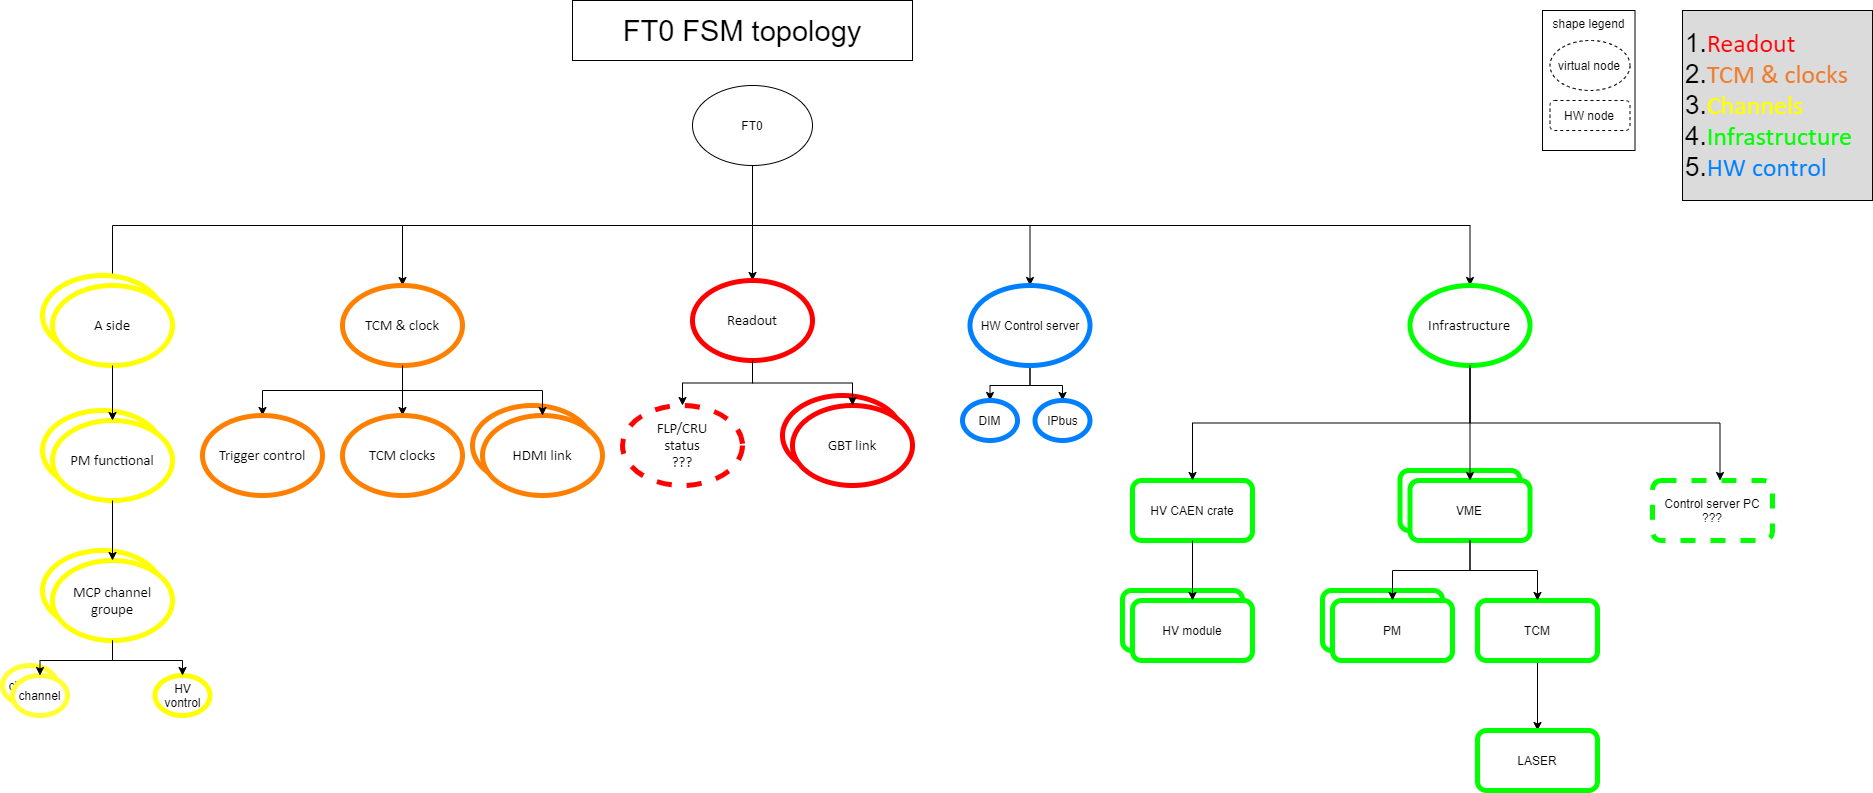 FT0 FSM topology
shape legend
virtual node
HW node
1.Readout
2.TCM & clocks
3.Channels
4.Infrastructure
5.HW control
FT0
A side
TCM & clock
Readout
HW Control server
Infrastructure
PM functional
Trigger control
TCM clocks
HDMI link
FLP/CRU
status
???
GBT link
DIM
IPbus
HV CAEN crate
VME
Control server PC
???
MCP channel
groupe
HV module
PM
TCM
channel
HV
vontrol
LASER